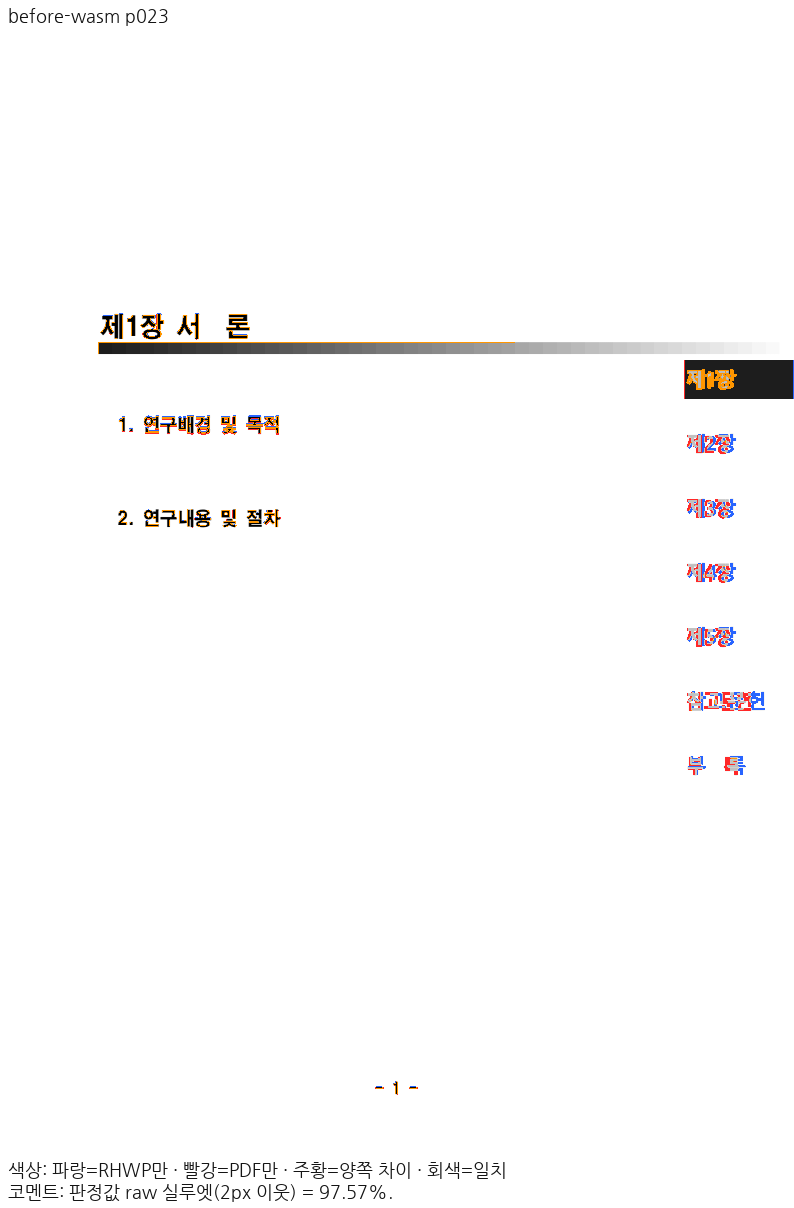 before-wasm p023
제1장 서 론
제1장
1. 연구배경 및 목적
제2장
제3장
2. 연구내용 및 절차
제4장
제5장
참고문헌
부 록
- 1 -
색상: 파랑=RHWP만 · 빨강=PDF만 · 주황=양쪽 차이 · 회색=일치
코멘트: 판정값 raw 실루엣(2px 이웃) = 97.57%.